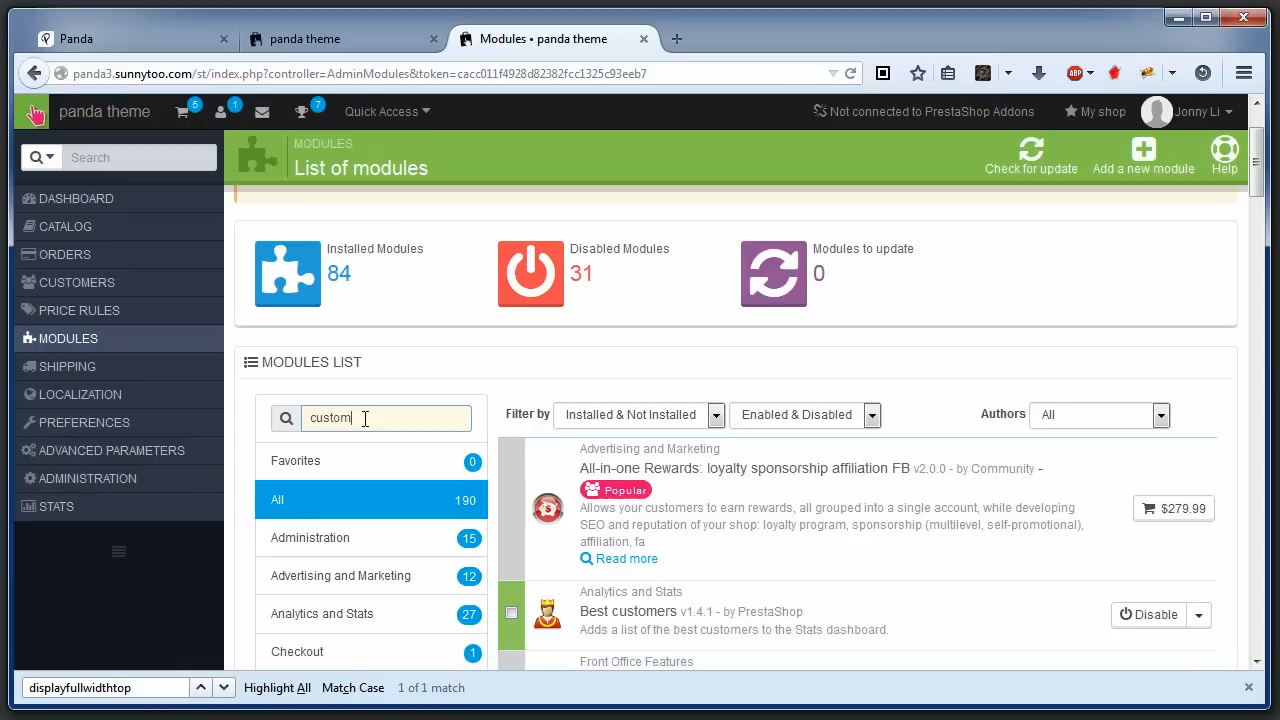 Panda
panda theme
Modules • panda theme
panda3.sunnytoo.com/st/index.php?controller=AdminModules&token=cacc011f4928d82382fcc1325c93eeb7
ABP
panda theme
5
1
7
Quick Access
Not connected to PrestaShop Addons
My shop
Jonny Li
Search
DASHBOARD
CATALOG
ORDERS
CUSTOMERS
PRICE RULES
MODULES
SHIPPING
LOCALIZATION
PREFERENCES
ADVANCED PARAMETERS
ADMINISTRATION
STATS
MODULES
List of modules
Check for update
Add a new module
Help
Installed Modules
84
Disabled Modules
31
Modules to update
0
MODULES LIST
custom
Favorites 0
All 190
Administration 15
Advertising and Marketing 12
Analytics and Stats 27
Checkout 1
Filter by Installed & Not Installed Enabled & Disabled Authors All
Advertising and Marketing
All-in-one Rewards: loyalty sponsorship affiliation FB v2.0.0 - by Community -
Popular
Allows your customers to earn rewards, all grouped into a single account, while developing
SEO and reputation of your shop: loyalty program, sponsorship (multilevel, self-promotional),
affiliation, fa
Read more
$279.99
Analytics and Stats
Best customers v1.4.1 - by PrestaShop
Adds a list of the best customers to the Stats dashboard.
Disable
Front Office Features
displayfullwidthtop Highlight All Match Case 1 of 1 match